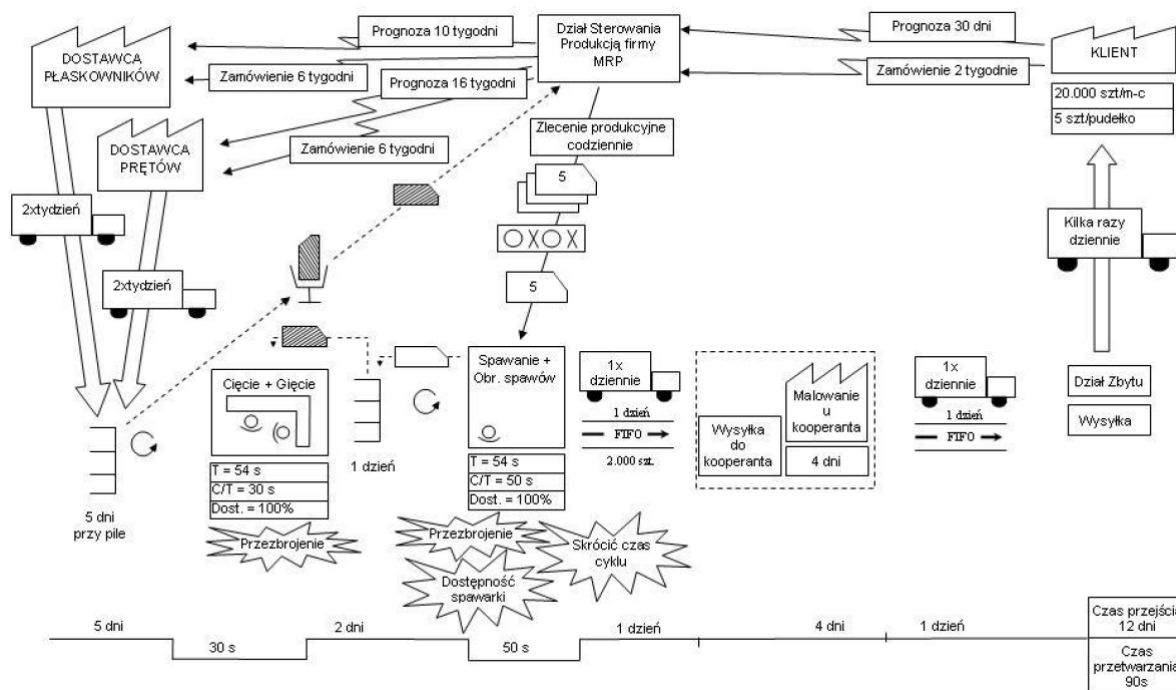 DOSTAWCA
PŁASKOWNIKÓW
Prognoza 10 tygodni
Zamówienie 6 tygodni
Prognoza 16 tygodni
Zamówienie 6 tygodni
DOSTAWCA
PRĘTÓW
Dział Sterowania
Produkcją firmy
MRP
Prognoza 30 dni
Zamówienie 2 tygodnie
KLIENT
20.000 szt/m-c
5 szt/pudełko
Zlecenie produkcyjne
codziennie
5
5
2xtydzień
2xtydzień
Kilka razy
dziennie
5 dni
przy pile
Cięcie + Gięcie
T = 54 s
C/T = 30 s
Dost. = 100%
Przezbrojenie
1 dzień
Spawanie +
Obr. spawów
T = 54 s
C/T = 50 s
Dost. = 100%
Przezbrojenie
Skrócić czas
cyklu
Dostępność
spawarki
1x
dziennie
1 dzień
FIFO
2.000 szt.
Wysyłka
do
kooperanta
Malowanie
u
kooperanta
4 dni
1x
dziennie
1 dzień
FIFO
Dział Zbytu
Wysyłka
5 dni
30 s
2 dni
50 s
1 dzień
4 dni
1 dzień
Czas przejścia
12 dni
Czas
przetwarzania
90s